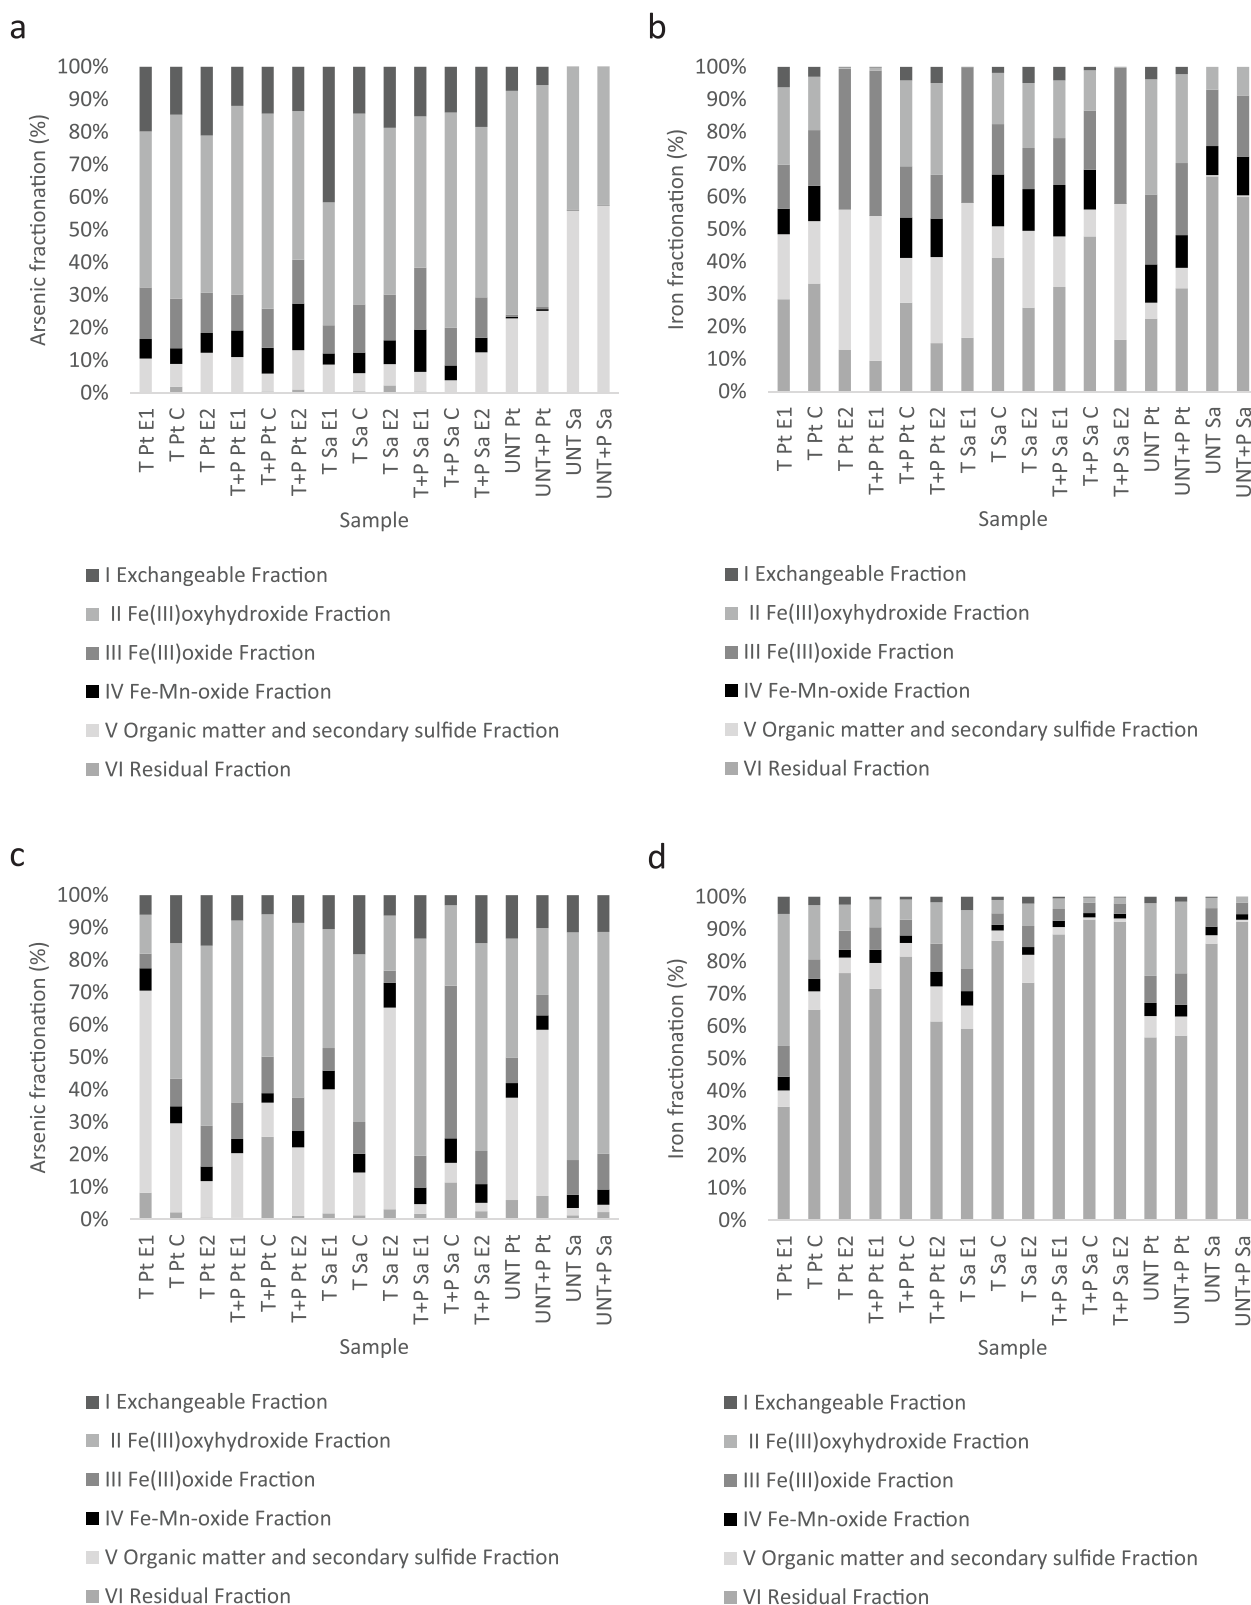 a
Arsenic fractionation (%)
100%
90%
80%
70%
60%
50%
40%
30%
20%
10%
0%
T Pt E1
T Pt C
T Pt E2
T+P Pt E1
T+P Pt C
T+P Pt E2
T Sa E1
T Sa C
T Sa E2
T+P Sa E1
T+P Sa C
T+P Sa E2
UNT Pt
UNT+P Pt
UNT Sa
UNT+P Sa
Sample
I Exchangeable Fraction
II Fe(III)oxyhydroxide Fraction
III Fe(III)oxide Fraction
IV Fe-Mn-oxide Fraction
V Organic matter and secondary sulfide Fraction
VI Residual Fraction
b
Iron fractionation (%)
100%
90%
80%
70%
60%
50%
40%
30%
20%
10%
0%
T Pt E1
T Pt C
T Pt E2
T+P Pt E1
T+P Pt C
T+P Pt E2
T Sa E1
T Sa C
T Sa E2
T+P Sa E1
T+P Sa C
T+P Sa E2
UNT Pt
UNT+P Pt
UNT Sa
UNT+P Sa
Sample
I Exchangeable Fraction
II Fe(III)oxyhydroxide Fraction
III Fe(III)oxide Fraction
IV Fe-Mn-oxide Fraction
V Organic matter and secondary sulfide Fraction
VI Residual Fraction
c
Arsenic fractionation (%)
100%
90%
80%
70%
60%
50%
40%
30%
20%
10%
0%
T Pt E1
T Pt C
T Pt E2
T+P Pt E1
T+P Pt C
T+P Pt E2
T Sa E1
T Sa C
T Sa E2
T+P Sa E1
T+P Sa C
T+P Sa E2
UNT Pt
UNT+P Pt
UNT Sa
UNT+P Sa
Sample
I Exchangeable Fraction
II Fe(III)oxyhydroxide Fraction
III Fe(III)oxide Fraction
IV Fe-Mn-oxide Fraction
V Organic matter and secondary sulfide Fraction
VI Residual Fraction
d
Iron fractionation (%)
100%
90%
80%
70%
60%
50%
40%
30%
20%
10%
0%
T Pt E1
T Pt C
T Pt E2
T+P Pt E1
T+P Pt C
T+P Pt E2
T Sa E1
T Sa C
T Sa E2
T+P Sa E1
T+P Sa C
T+P Sa E2
UNT Pt
UNT+P Pt
UNT Sa
UNT+P Sa
Sample
I Exchangeable Fraction
II Fe(III)oxyhydroxide Fraction
III Fe(III)oxide Fraction
IV Fe-Mn-oxide Fraction
V Organic matter and secondary sulfide Fraction
VI Residual Fraction